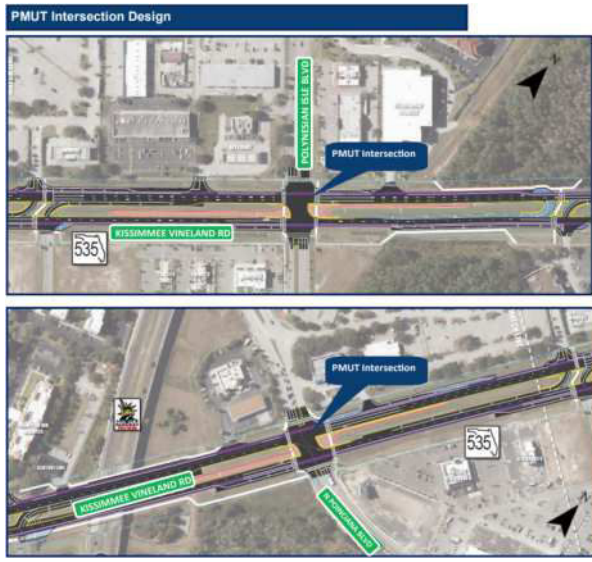 PMUT Intersection Design
POLYNESIAN ISLE BLVD
PMUT Intersection
KISSIMMEE VINELAND RD
535
PMUT Intersection
535
KISSIMMEE VINELAND RD
N POINCIANA BLVD